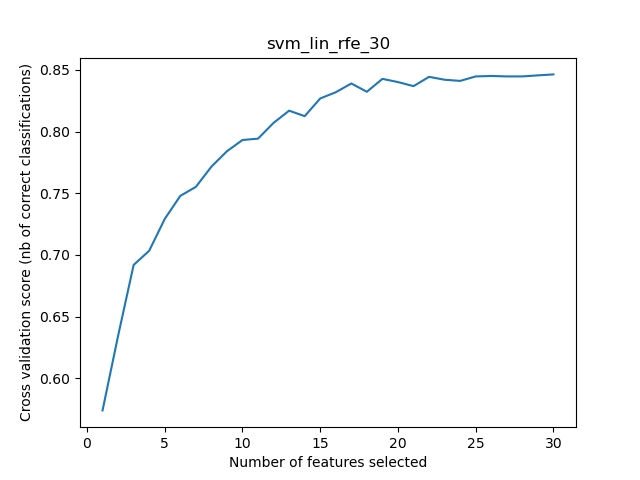 svm_lin_rfe_30
Cross validation score (nb of correct classifications)
0.85
0.80
0.75
0.70
0.65
0.60
0 5 10 15 20 25 30
Number of features selected